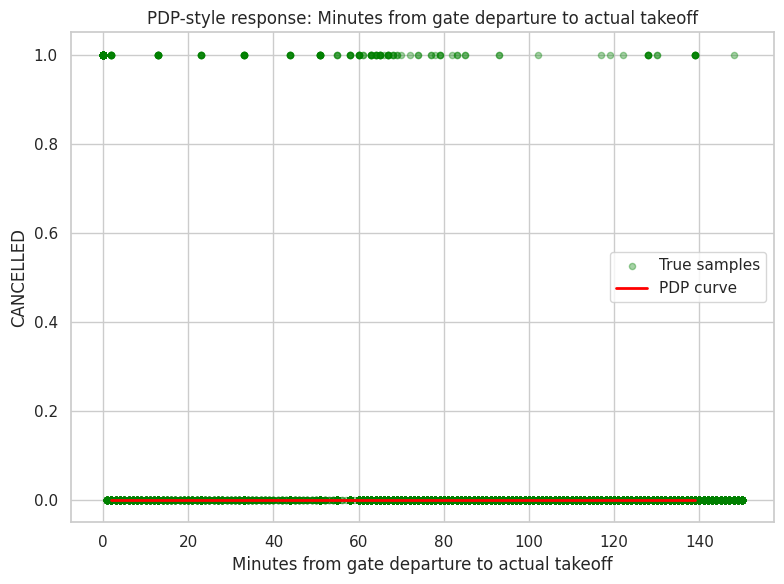 PDP-style response: Minutes from gate departure to actual takeoff
1.0
0.8
0.6
0.4
0.2
0.0
CANCELLED
True samples
PDP curve
0 20 40 60 80 100 120 140
Minutes from gate departure to actual takeoff